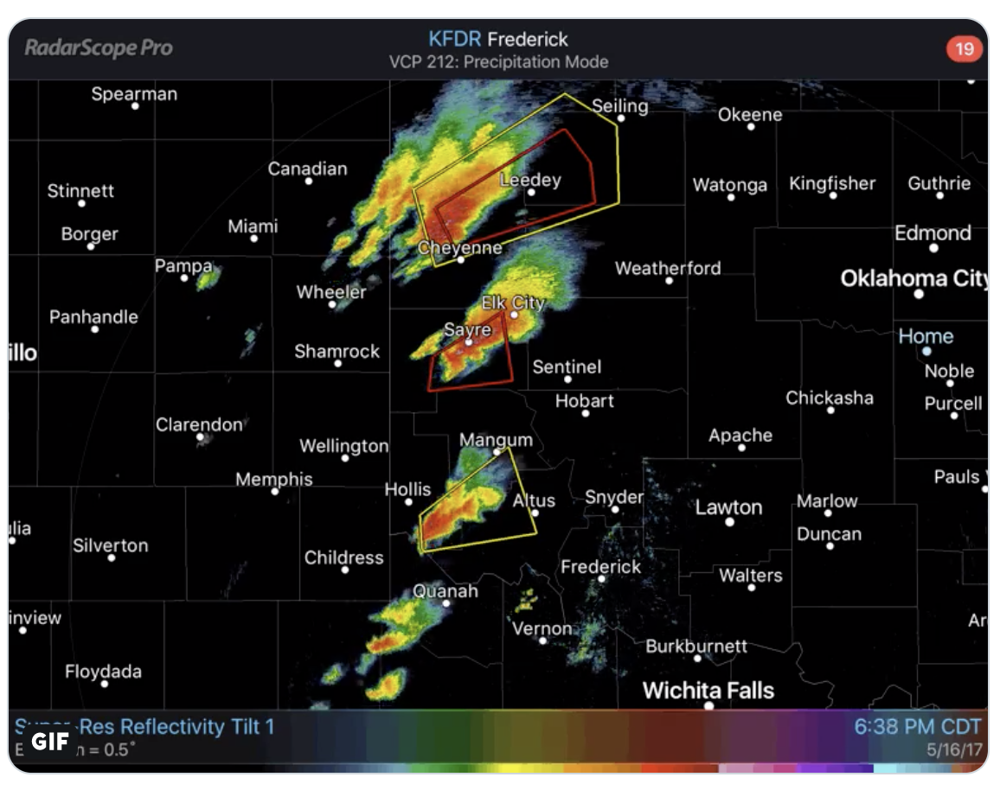 RadarScope Pro
KFDR Frederick
VCP 212: Precipitation Mode
19
Spearman
Seiling
Okeene
Canadian
Stinnett
Leedey
Watonga
Kingfisher
Guthrie
Borger
Miami
Edmond
Cheyenne
Pampa
Weatherford
Oklahoma City
Wheeler
Elk City
Panhandle
Sayre
Home
illo
Shamrock
Sentinel
Noble
Hobart
Chickasha
Purcell
Clarendon
Wellington
Mangum
Apache
Memphis
Hollis
Altus
Snyder
Lawton
Marlow
Pauls
ulia
Silverton
Childress
Duncan
Frederick
Walters
Quanah
inview
Vernon
Ar
Burkburnett
Floydada
Wichita Falls
Super-Res Reflectivity Tilt 1
6:38 PM CDT
GIF
n = 0.5°
5/16/17